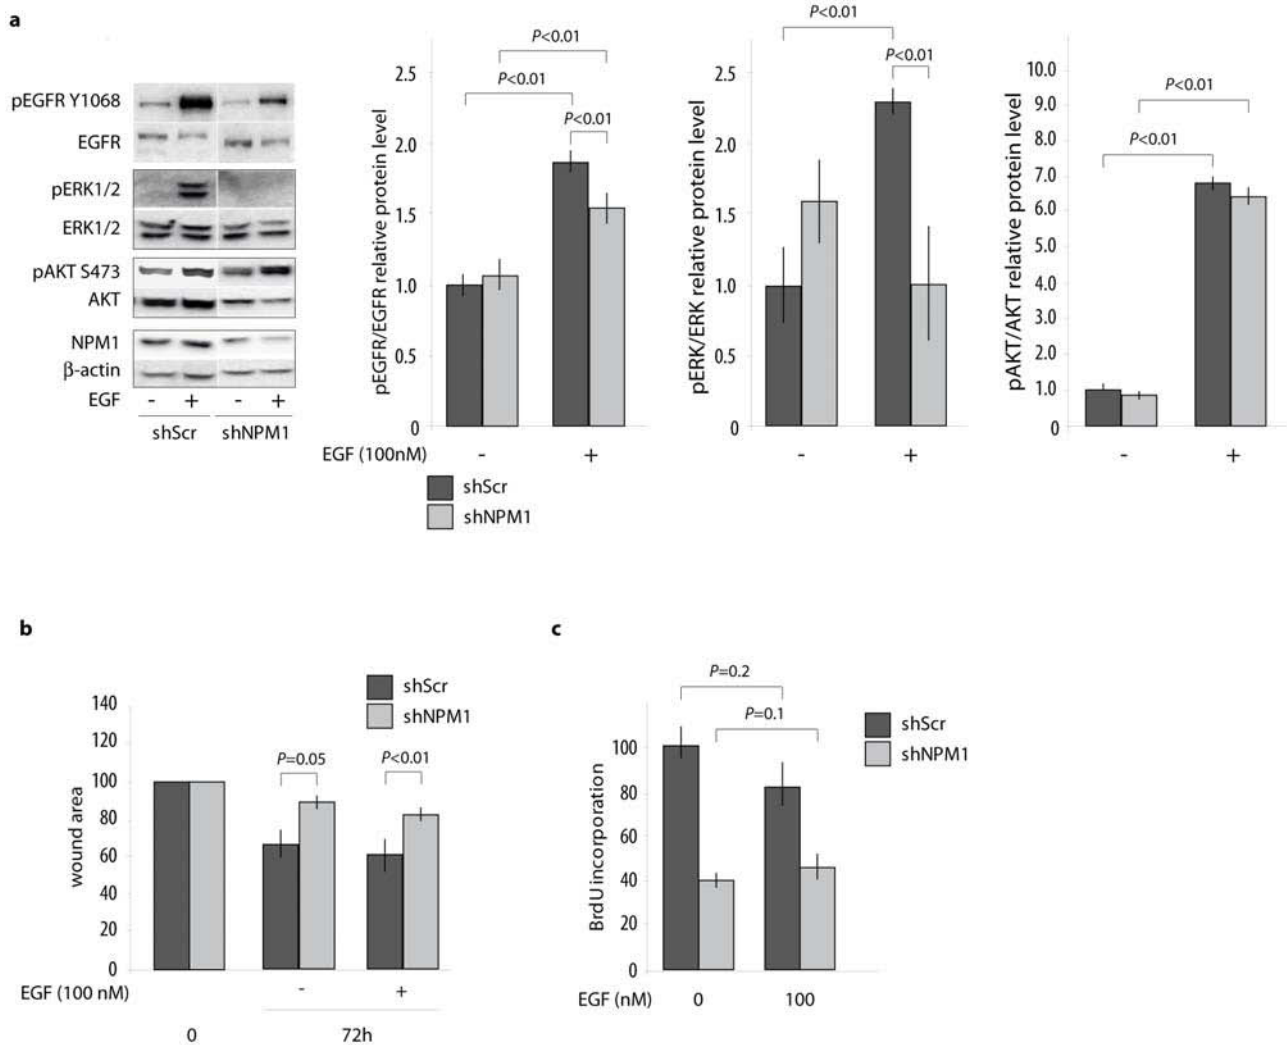 a
pEGFR Y1068
EGFR
pERK1/2
ERK1/2
pAKT S473
AKT
NPM1
β-actin
EGF - + - +
shScr shNPM1
pEGFR/EGFR relative protein level
2.5
2.0
1.5
1.0
0.5
0
P<0.01
P<0.01
P<0.01
EGF (100nM) - +
shScr
shNPM1
pERK/ERK relative protein level
2.5
2.0
1.5
1.0
0.5
0
P<0.01
P<0.01
- +
pAKT/AKT relative protein level
10.0
9.0
8.0
7.0
6.0
5.0
4.0
3.0
2.0
1.0
0
P<0.01
P<0.01
- +
b
wound area
140
120
100
80
60
40
20
0
shScr
shNPM1
P=0.05
P<0.01
EGF (100 nM) - +
0 72h
c
BrdU incorporation
100
80
60
40
20
0
P=0.2
P=0.1
shScr
shNPM1
EGF (nM) 0 100